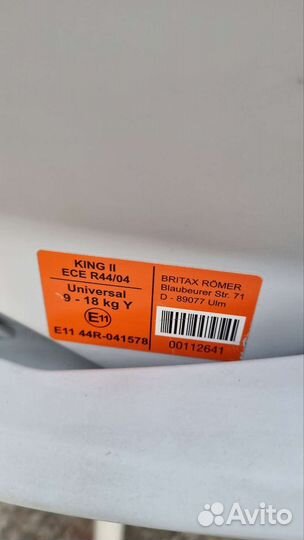 KING II
ECE R44/04
Universal
9 - 18 kg Y
E11
E11 44R-041578
BRITAX RÖMER
Blaubeurer Str. 71
D - 89077 Ulm
00112641
Avito